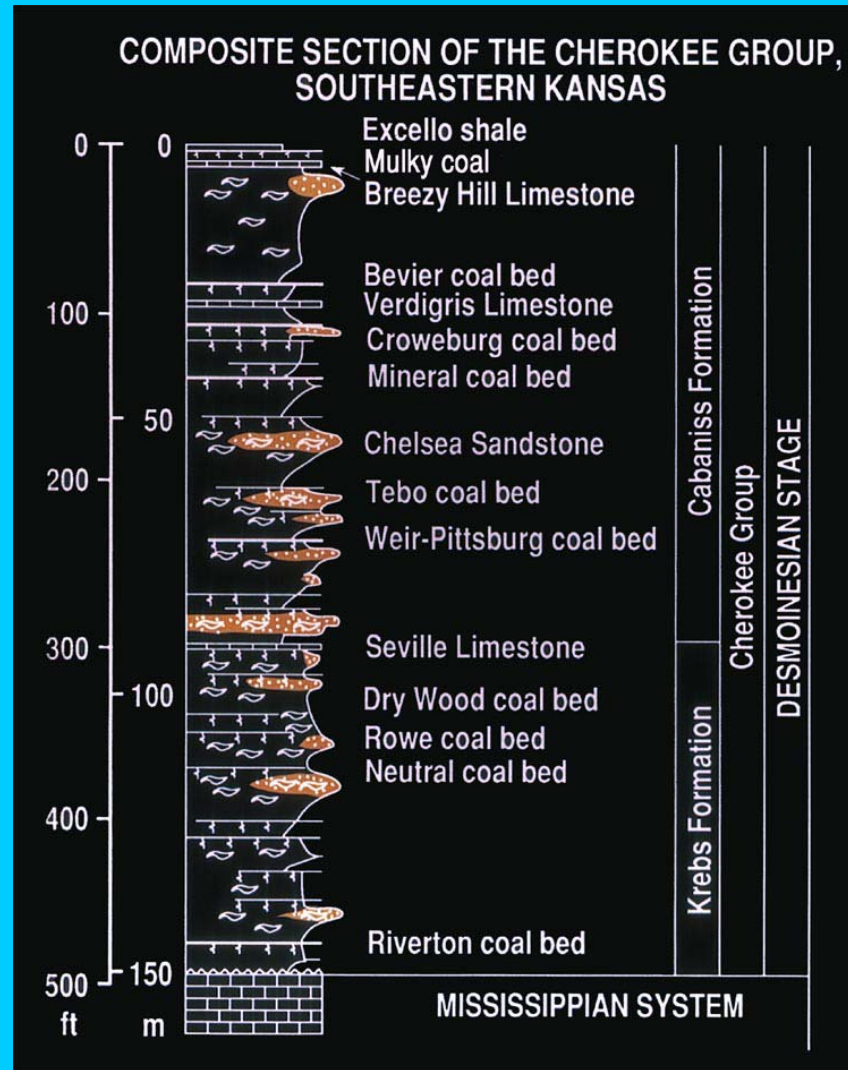 COMPOSITE SECTION OF THE CHEROKEE GROUP,
SOUTHEASTERN KANSAS
Excello shale
0 0
Mulky coal
Breezy Hill Limestone
Bevier coal bed
Verdigris Limestone
100
Croweburg coal bed
Mineral coal bed
50
Chelsea Sandstone
200
Tebo coal bed
Weir-Pittsburg coal bed
300
Seville Limestone
100
Dry Wood coal bed
Rowe coal bed
Neutral coal bed
400
Riverton coal bed
500 150
ft m
MISSISSIPPIAN SYSTEM
Cabaniss Formation
Krebs Formation
Cherokee Group
DESMOINESIAN STAGE